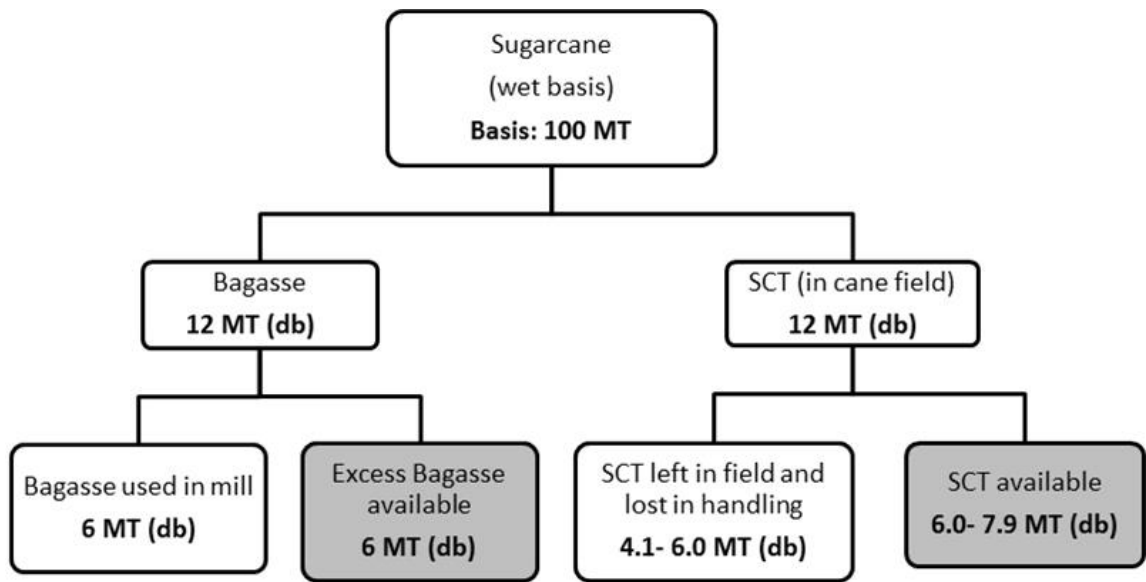 Sugarcane
(wet basis)
Basis: 100 MT
Bagasse
12 MT (db)
SCT (in cane field)
12 MT (db)
Bagasse used in mill
6 MT (db)
Excess Bagasse
available
6 MT (db)
SCT left in field and
lost in handling
4.1- 6.0 MT (db)
SCT available
6.0- 7.9 MT (db)